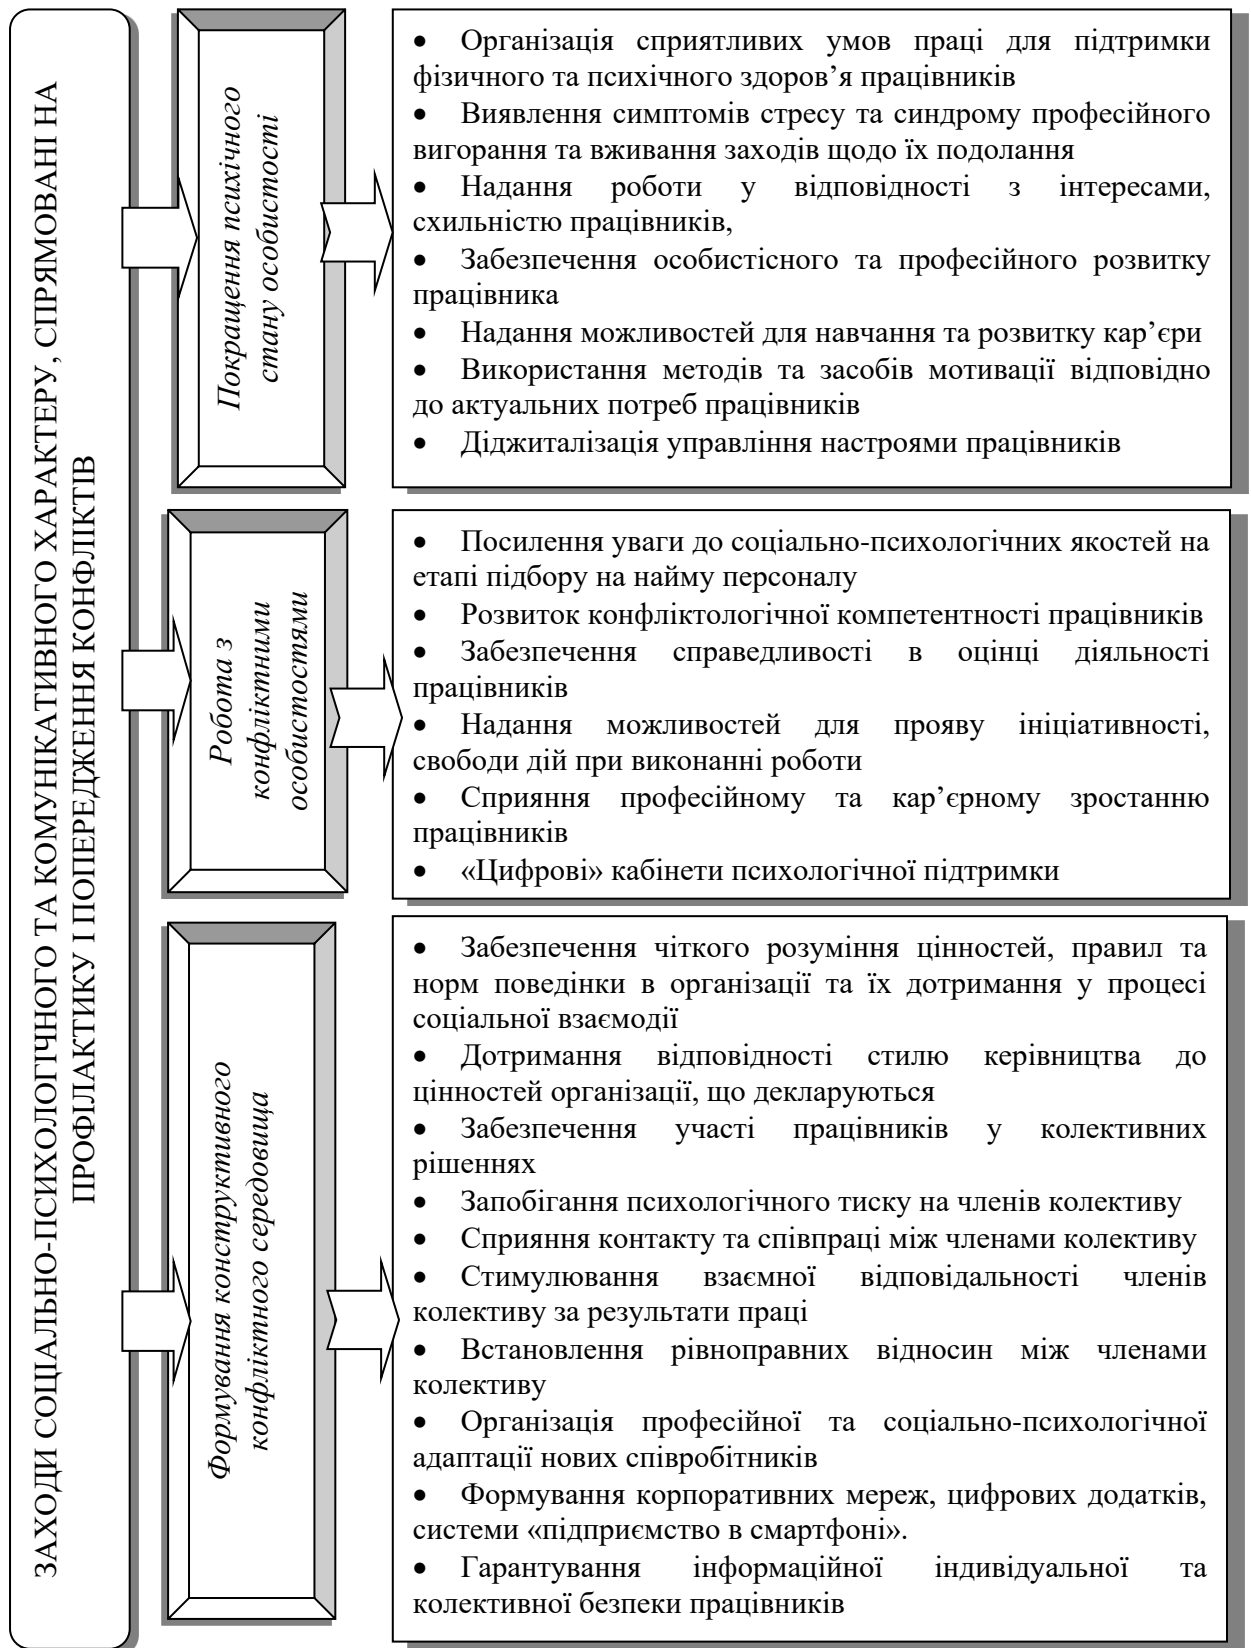 ЗАХОДИ СОЦІАЛЬНО-ПСИХОЛОГІЧНОГО ТА КОМУНІКАТИВНОГО ХАРАКТЕРУ, СПРЯМОВАНІ НА
ПРОФІЛАКТИКУ І ПОПЕРЕДЖЕННЯ КОНФЛІКТІВ
Покращення психічного
стану особистості
• Організація сприятливих умов праці для підтримки
фізичного та психічного здоров’я працівників
• Виявлення симптомів стресу та синдрому професійного
вигорання та вживання заходів щодо їх подолання
• Надання роботи у відповідності з інтересами,
схильністю працівників,
• Забезпечення особистісного та професійного розвитку
працівника
• Надання можливостей для навчання та розвитку кар’єри
• Використання методів та засобів мотивації відповідно
до актуальних потреб працівників
• Діджиталізація управління настроями працівників
Робота з
конфліктними
особистостями
• Посилення уваги до соціально-психологічних якостей на
етапі підбору на найму персоналу
• Розвиток конфліктологічної компетентності працівників
• Забезпечення справедливості в оцінці діяльності
працівників
• Надання можливостей для прояву ініціативності,
свободи дій при виконанні роботи
• Сприяння професійному та кар’єрному зростанню
працівників
• «Цифрові» кабінети психологічної підтримки
Формування конструктивного
конфліктного середовища
• Забезпечення чіткого розуміння цінностей, правил та
норм поведінки в організації та їх дотримання у процесі
соціальної взаємодії
• Дотримання відповідності стилю керівництва до
цінностей організації, що декларуються
• Забезпечення участі працівників у колективних
рішеннях
• Запобігання психологічного тиску на членів колективу
• Сприяння контакту та співпраці між членами колективу
• Стимулювання взаємної відповідальності членів
колективу за результати праці
• Встановлення рівноправних відносин між членами
колективу
• Організація професійної та соціально-психологічної
адаптації нових співробітників
• Формування корпоративних мереж, цифрових додатків,
системи «підприємство в смартфоні».
• Гарантування інформаційної індивідуальної та
колективної безпеки працівників